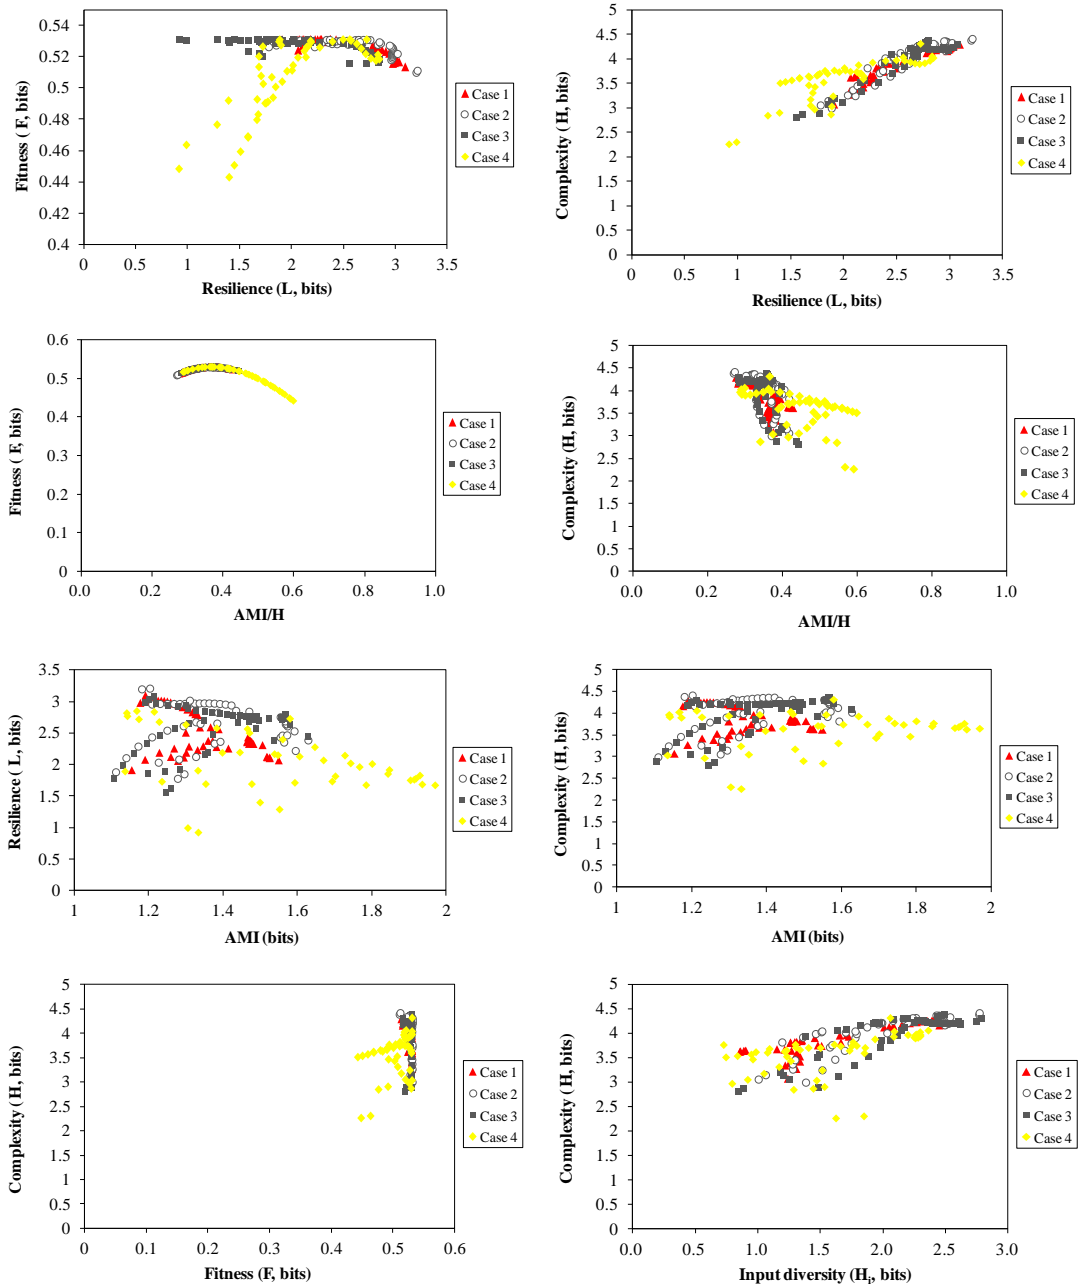 0.54
0.52
0.5
0.48
0.46
0.44
0.42
0.4
Fitness ( F, bits)
0 0.5 1 1.5 2 2.5 3 3.5
Resilience (L, bits)
Case 1
Case 2
Case 3
Case 4
5
4.5
4
3.5
3
2.5
2
1.5
1
0.5
0
Complexity ( H, bits)
0 0.5 1 1.5 2 2.5 3 3.5
Resilience (L, bits)
Case 1
Case 2
Case 3
Case 4
0.6
0.5
0.4
0.3
0.2
0.1
0
Fitness ( F, bits)
0.0 0.2 0.4 0.6 0.8 1.0
AMI/H
Case 1
Case 2
Case 3
Case 4
5
4.5
4
3.5
3
2.5
2
1.5
1
0.5
0
Complexity (H, bits)
0.0 0.2 0.4 0.6 0.8 1.0
AMI/H
Case 1
Case 2
Case 3
Case 4
3.5
3
2.5
2
1.5
1
0.5
0
Resilience ( L, bits)
1 1.2 1.4 1.6 1.8 2
AMI (bits)
Case 1
Case 2
Case 3
Case 4
5
4.5
4
3.5
3
2.5
2
1.5
1
0.5
0
Complexity (H, bits)
1 1.2 1.4 1.6 1.8 2
AMI (bits)
Case 1
Case 2
Case 3
Case 4
5
4.5
4
3.5
3
2.5
2
1.5
1
0.5
0
Complexity (H, bits)
0 0.1 0.2 0.3 0.4 0.5 0.6
Fitness (F, bits)
Case 1
Case 2
Case 3
Case 4
5
4.5
4
3.5
3
2.5
2
1.5
1
0.5
0
Complexity (H, bits)
0.0 0.5 1.0 1.5 2.0 2.5 3.0
Input diversity (Hi, bits)
Case 1
Case 2
Case 3
Case 4